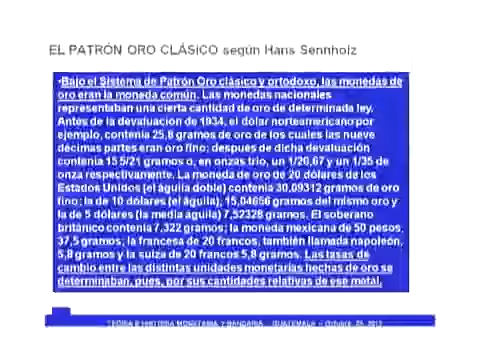 EL PATRÓN ORO CLÁSICO según Hans Sennholz
•Bajo el Sistema de Patrón Oro clásico y ortodoxo, las monedas de
oro eran la moneda común. Las monedas nacionales
representaban una cierta cantidad de oro de determinada ley.
Antes de la devaluación de 1934, el dólar norteamericano por
ejemplo, contenía 25,8 gramos de oro de los cuales las nueve
décimas partes eran oro fino; después de dicha devaluación
contenía 15 5/21 gramos o, en onzas trio, un 1/20,67 y un 1/35 de
onza respectivamente. La moneda de oro de 20 dólares de los
Estados Unidos (el águila doble) contenía 30,09312 gramos de oro
fino; la de 10 dólares (el águila), 15,04656 gramos del mismo oro y
la de 5 dólares (la media águila) 7,52328 gramos. El soberano
británico contenía 7,322 gramos; la moneda mexicana de 50 pesos,
37,5 gramos; la francesa de 20 francos, también llamada napoleón,
5,8 gramos y la suiza de 20 francos 5,8 gramos. Las tasas de
cambio entre las distintas unidades monetarias hechas de oro se
determinaban, pues, por sus cantidades relativas de ese metal.
TEORIA E HISTORIA MONETARIA Y BANCARIA GUATEMALA - Octubre, 25, 2012